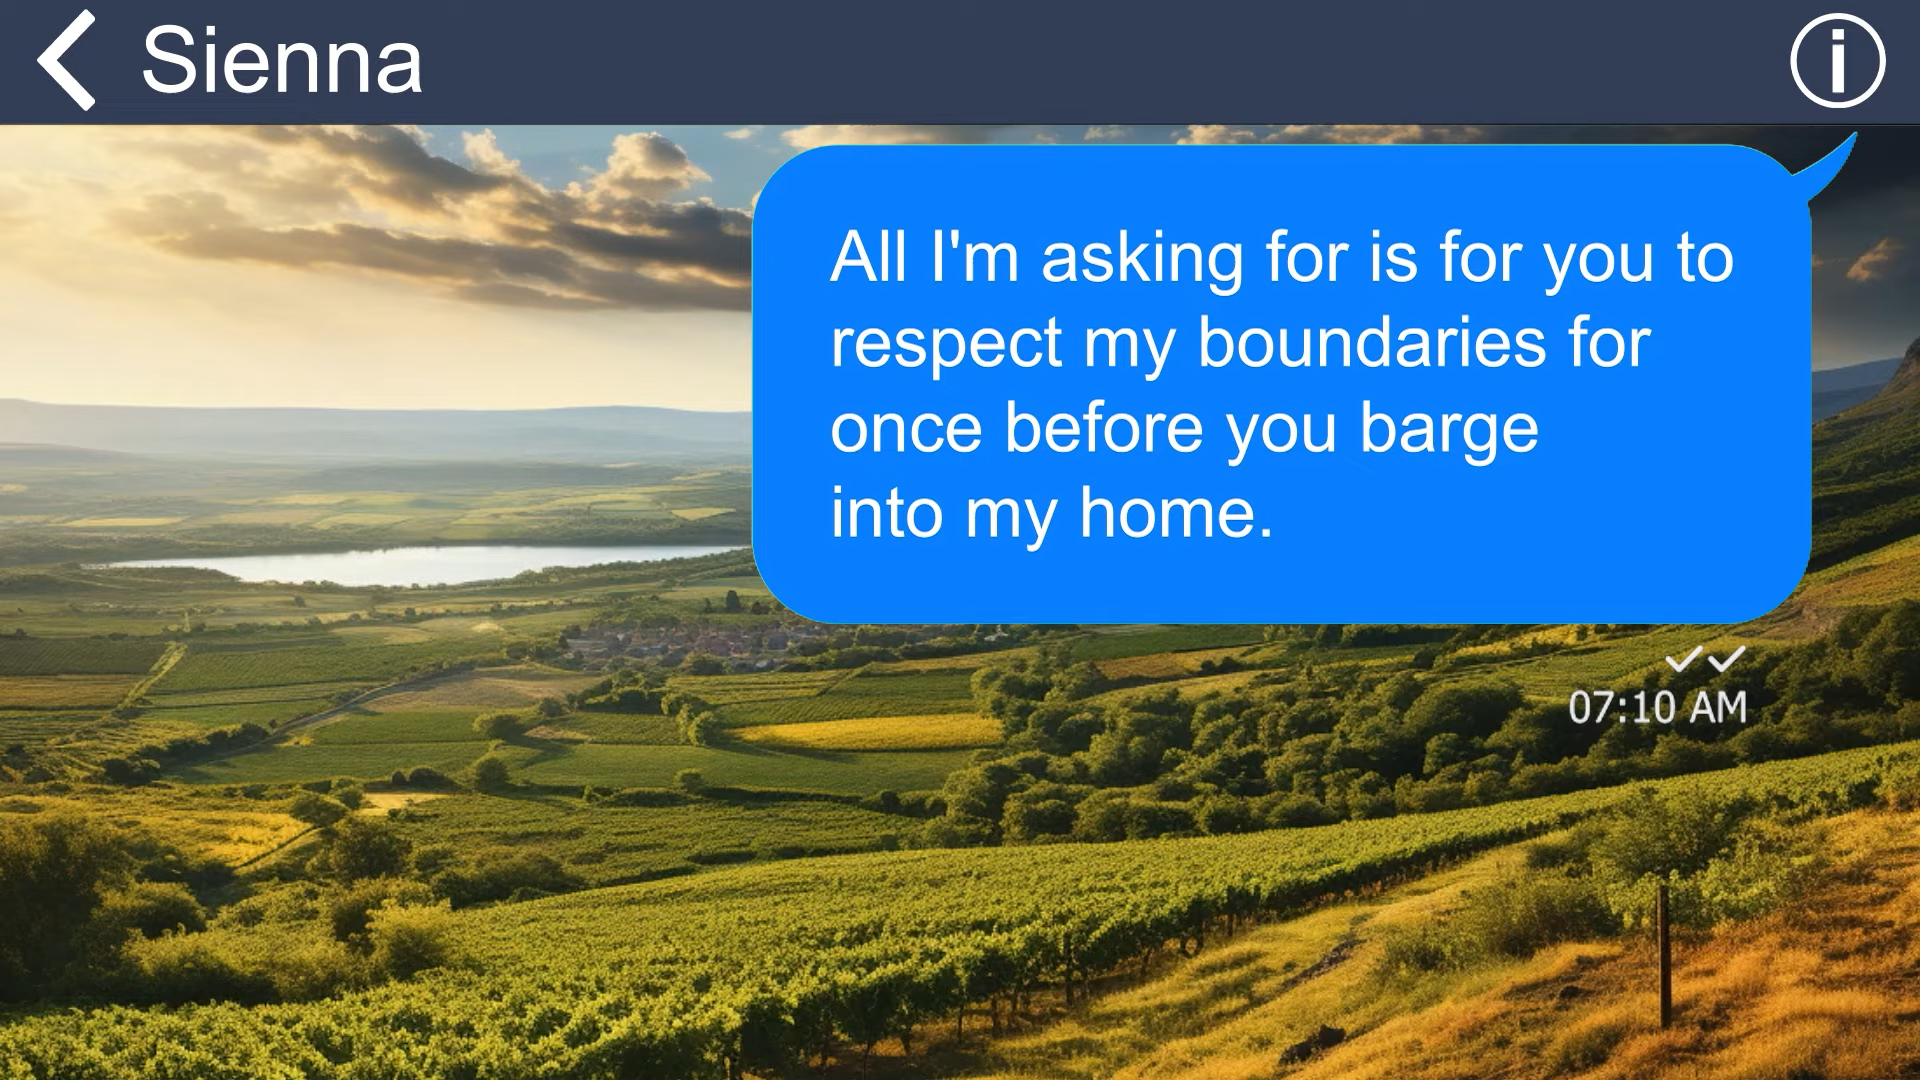 Sienna
All I'm asking for is for you to
respect my boundaries for
once before you barge
into my home.
07:10 AM